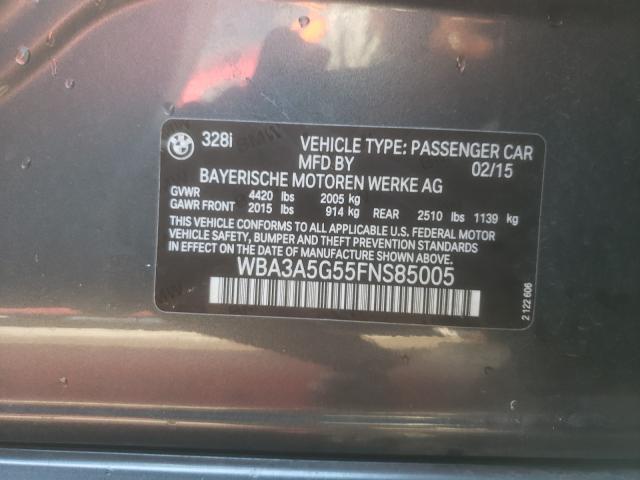 328i VEHICLE TYPE: PASSENGER CAR
MFD BY 02/15
BAYERISCHE MOTOREN WERKE AG
GVWR 4420 lbs 2005 kg
GAWR FRONT 2015 lbs 914 kg REAR 2510 lbs 1139 kg
THIS VEHICLE CONFORMS TO ALL APPLICABLE U.S. FEDERAL MOTOR
VEHICLE SAFETY, BUMPER AND THEFT PREVENTION STANDARDS IN
EFFECT ON THE DATE OF MANUFACTURE SHOWN ABOVE.
WBA3A5G55FNS85005
2 122 606